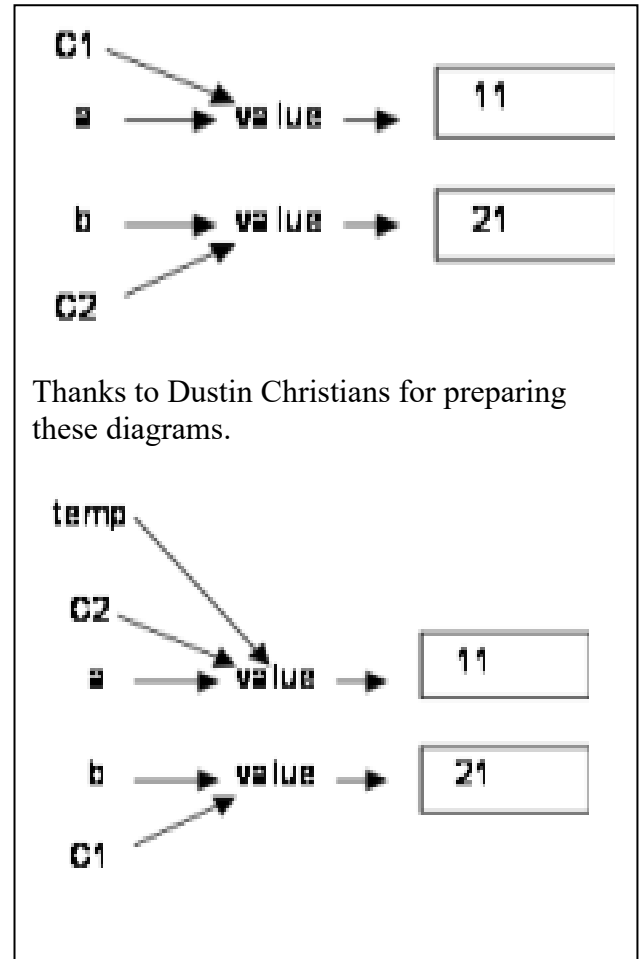 C1
a value 11
b value 21
C2
Thanks to Dustin Christians for preparing
these diagrams.
temp
C2
a value 11
b value 21
C1